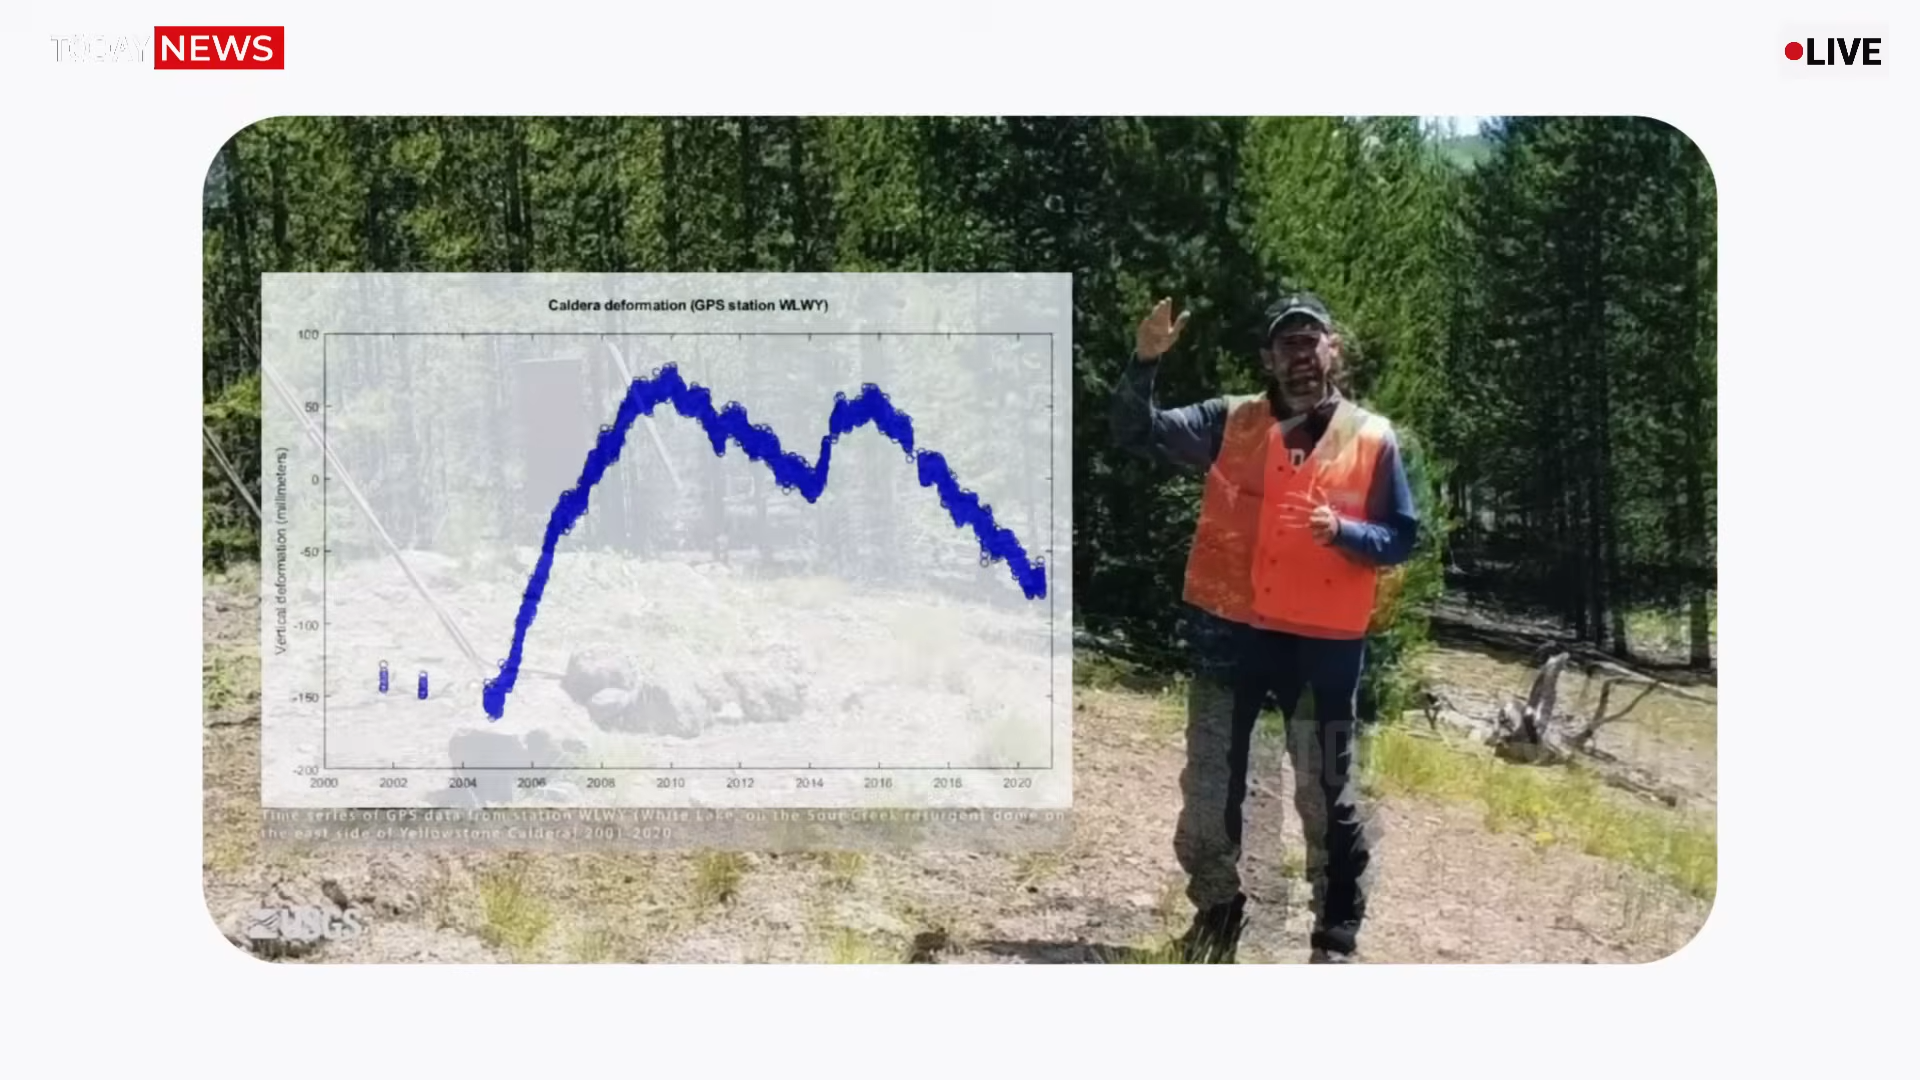 TODAY NEWS
LIVE
Caldera deformation (GPS station WLWY)
Vertical deformation (millimeters)
100
50
0
-50
-100
-150
-200
2000 2002 2004 2006 2008 2010 2012 2014 2016 2018 2020
Time series of GPS data from station WLWY (White Lake, on the Sour Creek resurgent dome on
the east side of Yellowstone Caldera) 2001-2020
USGS